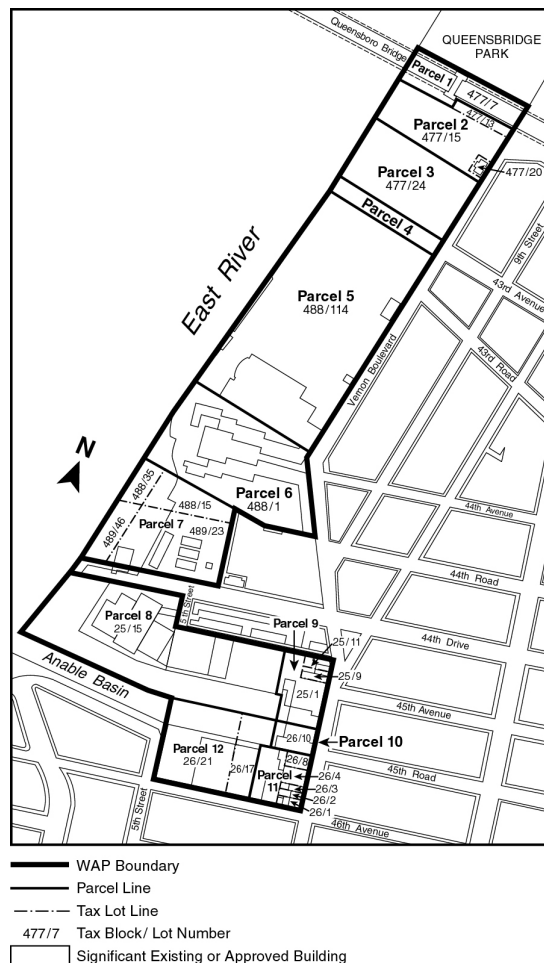 QUEENSBRIDGE
PARK
Queensboro Bridge
Parcel 1
477/7
477/13
Parcel 2
477/15
477/20
Parcel 3
477/24
Parcel 4
9th Street
43rd Avenue
East River
Parcel 5
488/114
Vernon Boulevard
43rd Road
N
488/35
Parcel 6
488/1
44th Avenue
488/15
489/46
Parcel 7
489/23
44th Road
5th Street
Parcel 8
25/15
Parcel 9
44th Drive
25/11
25/9
Anable Basin
25/1
45th Avenue
26/10
Parcel 10
Parcel 12
26/21
26/17
26/8
Parcel
11
26/4
26/3
26/2
26/1
45th Road
5th Street
46th Avenue
WAP Boundary
Parcel Line
Tax Lot Line
477/7 Tax Block/ Lot Number
Significant Existing or Approved Building